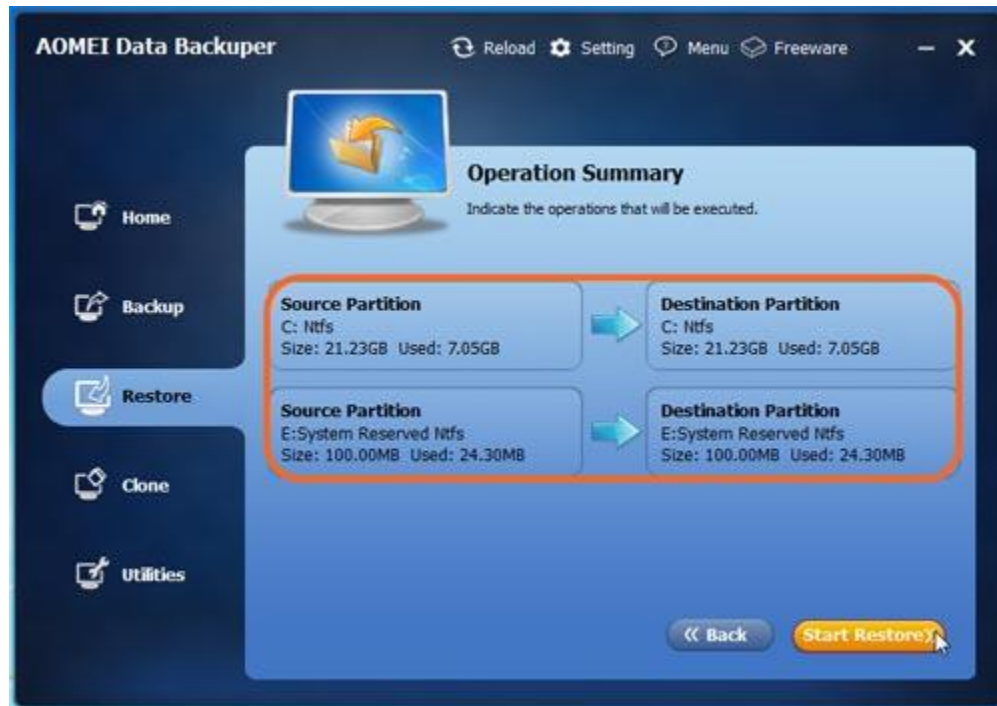 AOMEI Data Backuper
Reload Setting Menu Freeware
Operation Summary
Indicate the operations that will be executed.
Home
Backup
Restore
Clone
Utilities
Source Partition
C: Ntfs
Size: 21.23GB Used: 7.05GB
Destination Partition
C: Ntfs
Size: 21.23GB Used: 7.05GB
Source Partition
E:System Reserved Ntfs
Size: 100.00MB Used: 24.30MB
Destination Partition
E:System Reserved Ntfs
Size: 100.00MB Used: 24.30MB
<< Back
Start Restore>>